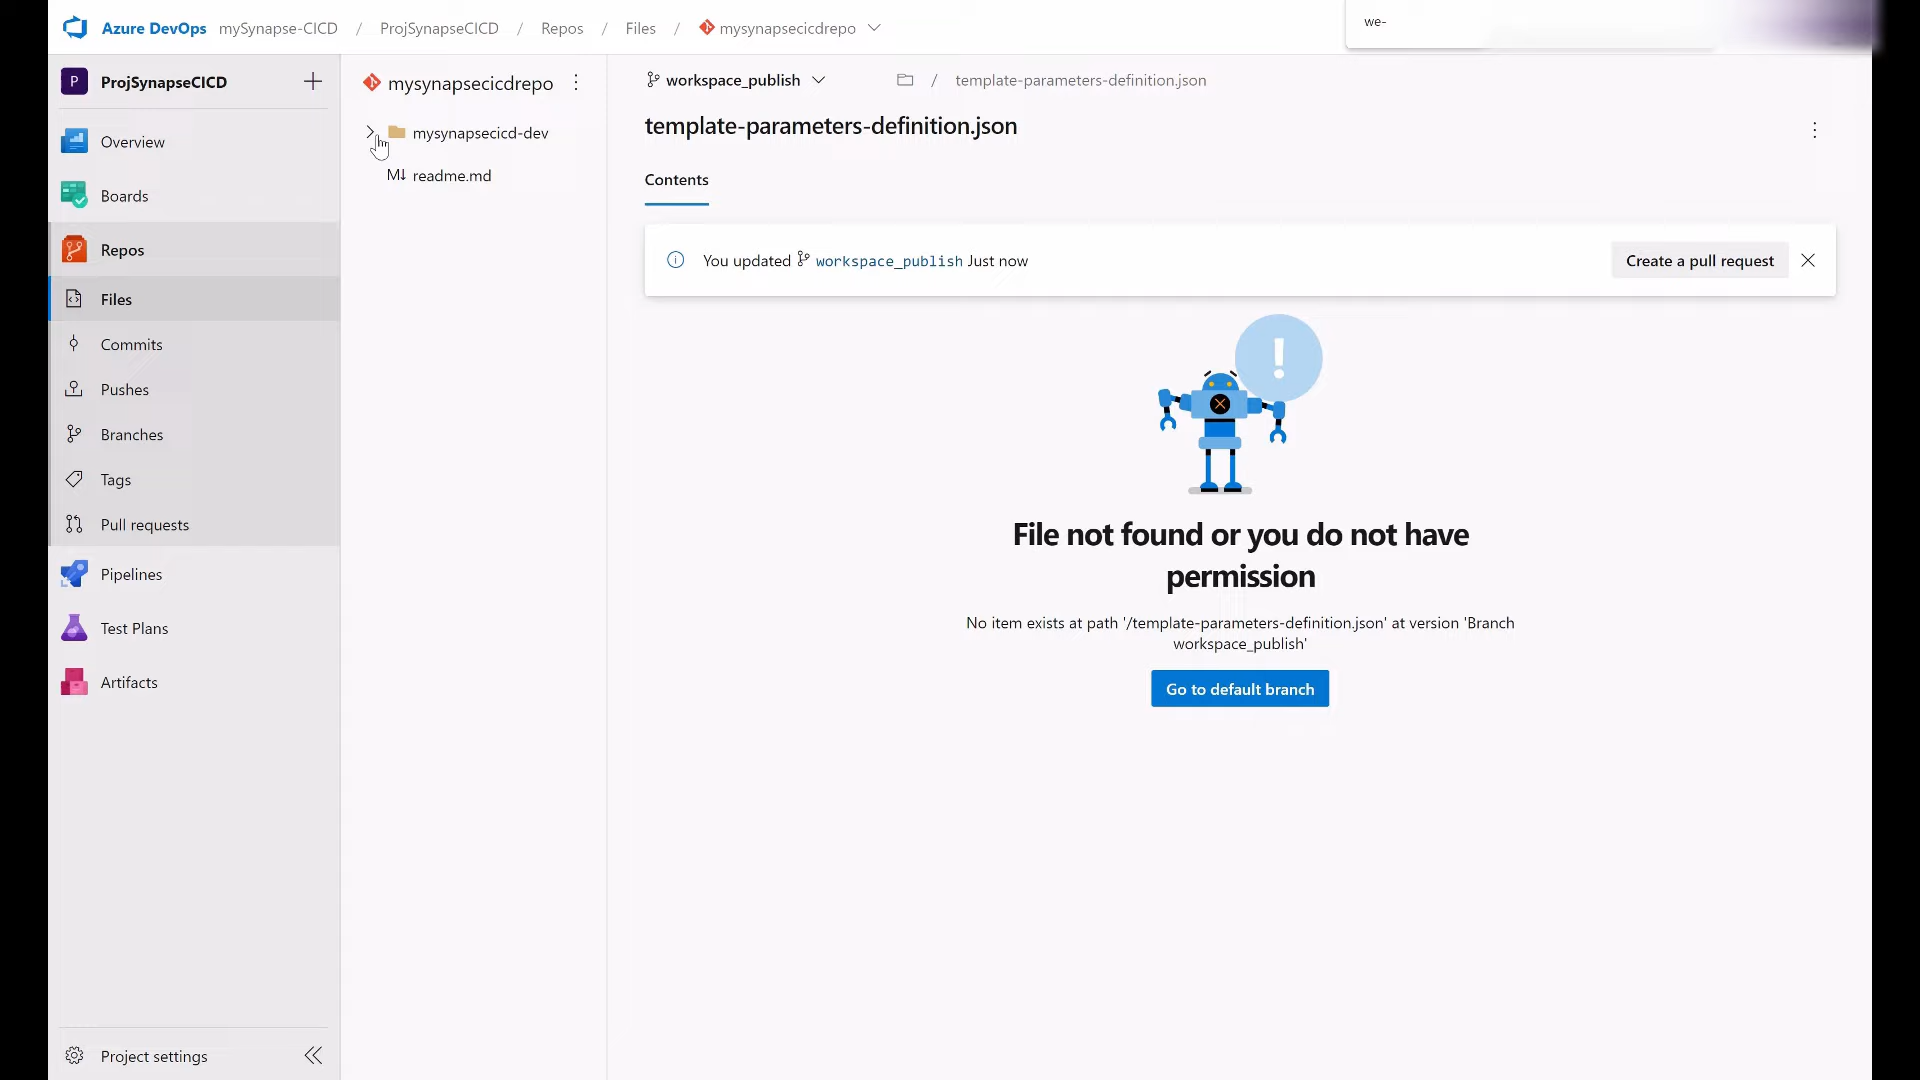 Azure DevOps mySynapse-CICD / ProjSynapseCICD / Repos / Files / mysynapsecicdrepo
we-
P ProjSynapseCICD
Overview
Boards
Repos
Files
Commits
Pushes
Branches
Tags
Pull requests
Pipelines
Test Plans
Artifacts
Project settings
mysynapsecicdrepo
mysynapsecicd-dev
M↓ readme.md
workspace_publish / template-parameters-definition.json
template-parameters-definition.json
Contents
You updated workspace_publish Just now
Create a pull request
!
File not found or you do not have
permission
No item exists at path '/template-parameters-definition.json' at version 'Branch
workspace_publish'
Go to default branch